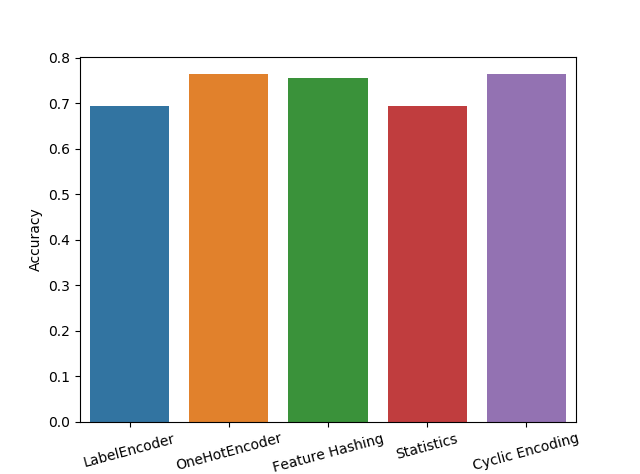 0.8
0.7
0.6
0.5
0.4
0.3
0.2
0.1
0.0
Accuracy
LabelEncoder
OneHotEncoder
Feature Hashing
Statistics
Cyclic Encoding